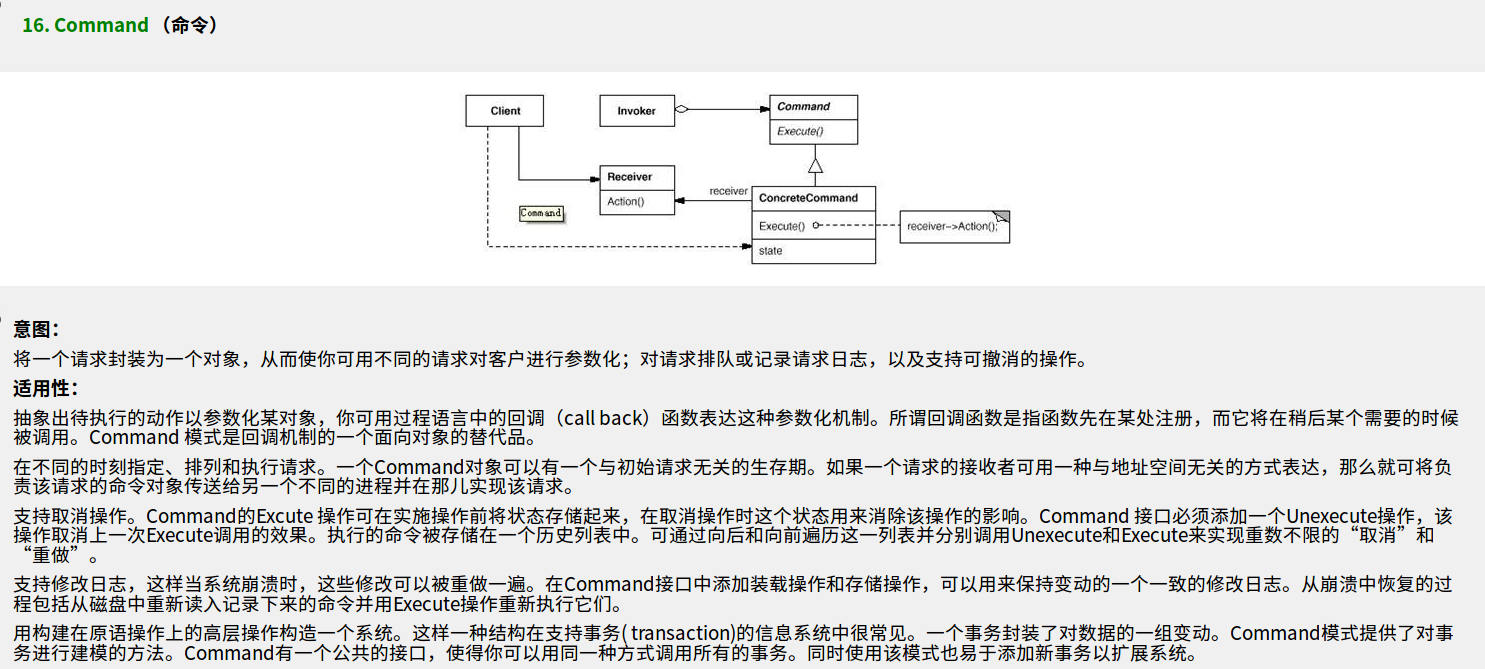 16. Command（命令）
Client
Invoker
Command
Execute()
Receiver
Action()
receiver
ConcreteCommand
Execute()
state
receiver->Action();
Command
意图：
将一个请求封装为一个对象，从而使你可用不同的请求对客户进行参数化；对请求排队或记录请求日志，以及支持可撤消的操作。
适用性：
抽象出待执行的动作以参数化某对象，你可用过程语言中的回调（call back）函数表达这种参数化机制。所谓回调函数是指函数先在某处注册，而它将在稍后某个需要的时候
被调用。Command 模式是回调机制的一个面向对象的替代品。
在不同的时刻指定、排列和执行请求。一个Command对象可以有一个与初始请求无关的生存期。如果一个请求的接收者可用一种与地址空间无关的方式表达，那么就可将负
责该请求的命令对象传送给另一个不同的进程并在那儿实现该请求。
支持取消操作。Command的Excute 操作可在实施操作前将状态存储起来，在取消操作时这个状态用来消除该操作的影响。Command 接口必须添加一个Unexecute操作，该
操作取消上一次Execute调用的效果。执行的命令被存储在一个历史列表中。可通过向后和向前遍历这一列表并分别调用Unexecute和Execute来实现重数不限的“取消”和
“重做”。
支持修改日志，这样当系统崩溃时，这些修改可以被重做一遍。在Command接口中添加装载操作和存储操作，可以用来保持变动的一个一致的修改日志。从崩溃中恢复的过
程包括从磁盘中重新读入记录下来的命令并用Execute操作重新执行它们。
用构建在原语操作上的高层操作构造一个系统。这样一种结构在支持事务( transaction)的信息系统中很常见。一个事务封装了对数据的一组变动。Command模式提供了对事
务进行建模的方法。Command有一个公共的接口，使得你可以用同一种方式调用所有的事务。同时使用该模式也易于添加新事务以扩展系统。